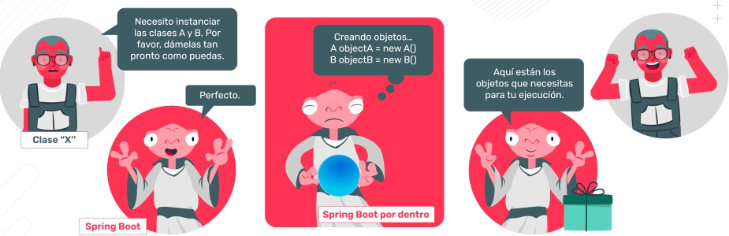 Necesito instanciar
las clases A y B. Por
favor, dámelas tan
pronto como puedas.
Clase “X”
Perfecto.
Spring Boot
Creando objetos...
A objectA = new A()
B objectB = new B()
Spring Boot por dentro
Aquí están los
objetos que necesitas
para tu ejecución.